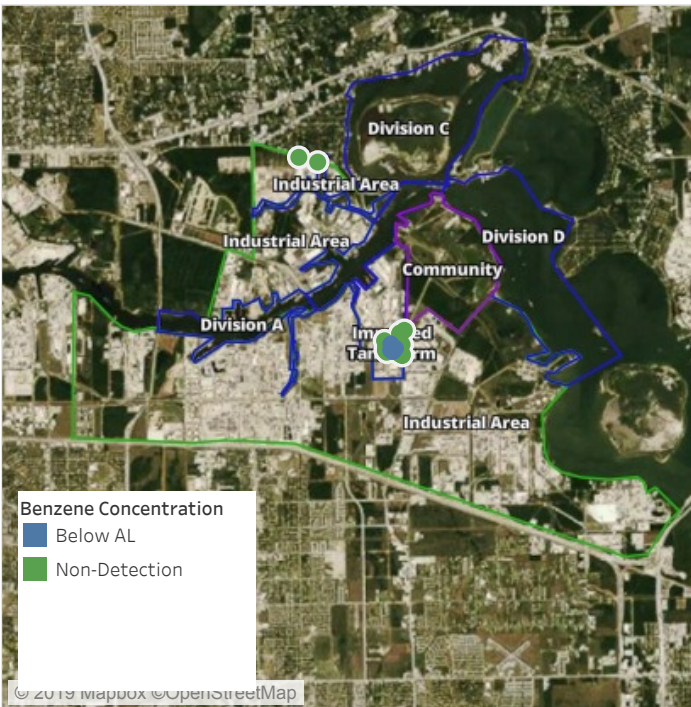 Division C
Industrial Area
Industrial Area
Division D
Community
Division A
Industrial Area
Benzene Concentration
Below AL
Non-Detection
© 2019 Mapbox ©OpenStreetMap